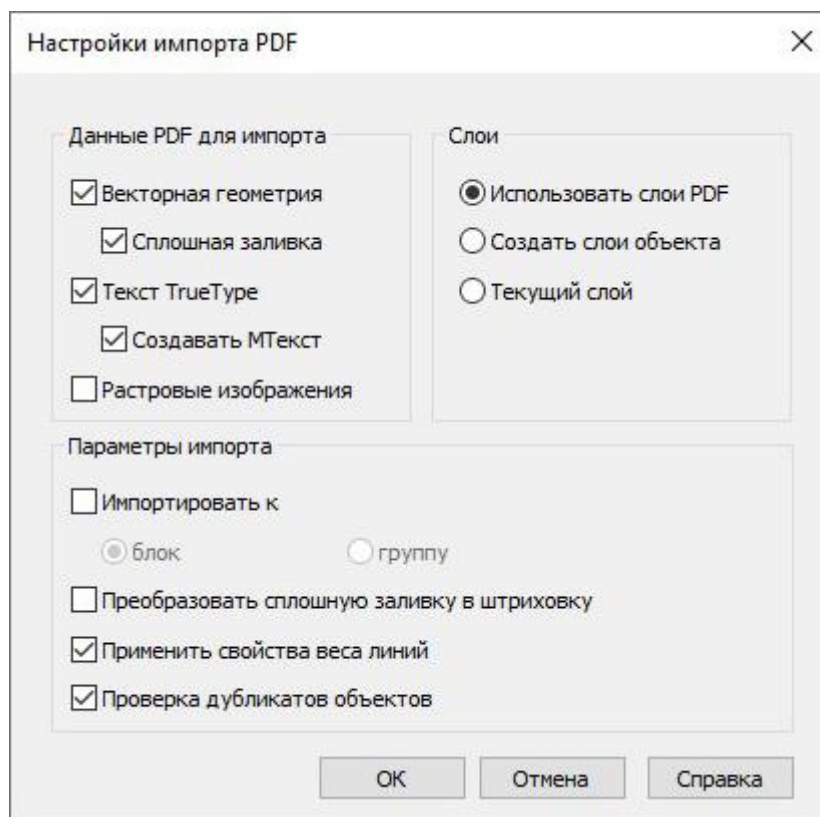 Настройки импорта PDF
Данные PDF для импорта
Векторная геометрия
Сплошная заливка
Текст TrueType
Создавать МТекст
Растровые изображения
Слои
Использовать слои PDF
Создать слои объекта
Текущий слой
Параметры импорта
Импортировать к
блок группу
Преобразовать сплошную заливку в штриховку
Применить свойства веса линий
Проверка дубликатов объектов
ОК Отмена Справка